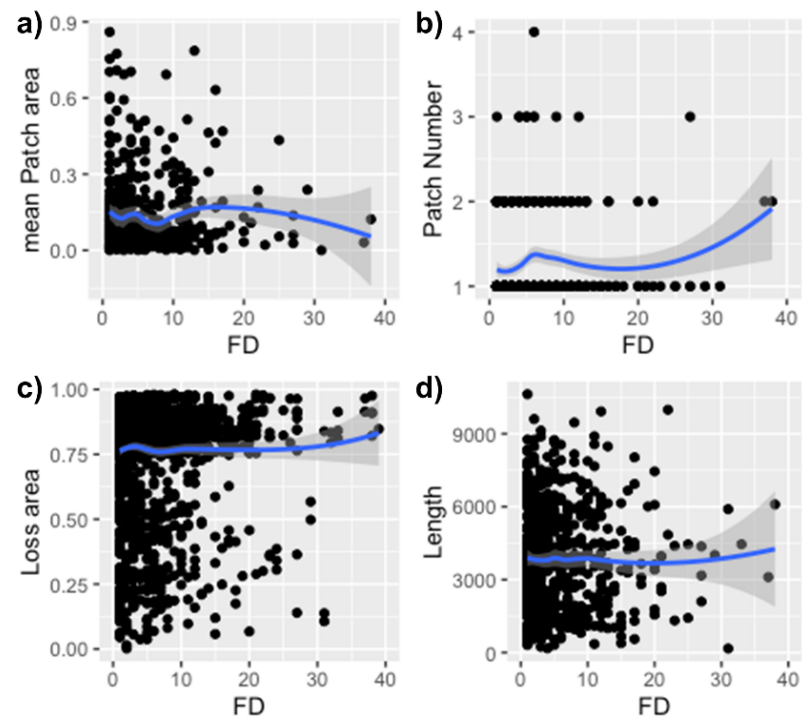 a)
0.9
0.6
0.3
0.0
mean Patch area
0 10 20 30 40
FD
b)
4
3
2
1
Patch Number
0 10 20 30 40
FD
c)
1.00
0.75
0.50
0.25
0.00
Loss area
0 10 20 30 40
FD
d)
9000
6000
3000
0
Length
0 10 20 30 40
FD